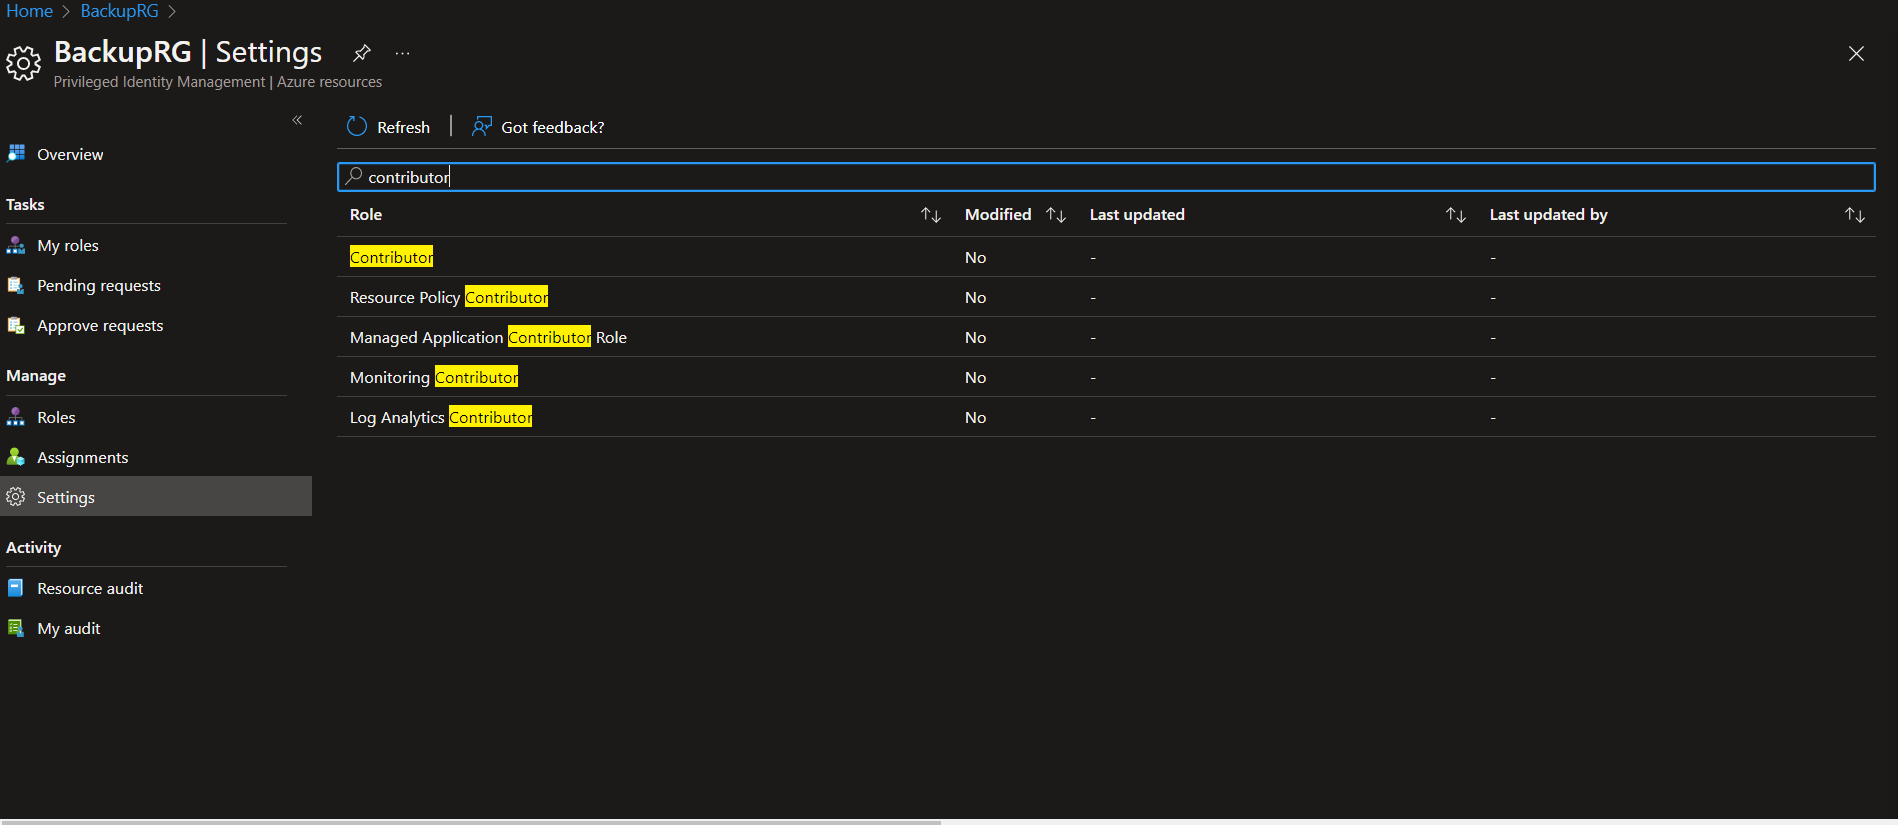 Home > BackupRG >
BackupRG | Settings ...
Privileged Identity Management | Azure resources
«
Refresh | Got feedback?
Overview
contributor
Tasks
Role Modified Last updated Last updated by
My roles
Pending requests
Approve requests
Manage
Roles
Assignments
Settings
Activity
Resource audit
My audit
Contributor No - -
Resource Policy Contributor No - -
Managed Application Contributor Role No - -
Monitoring Contributor No - -
Log Analytics Contributor No - -